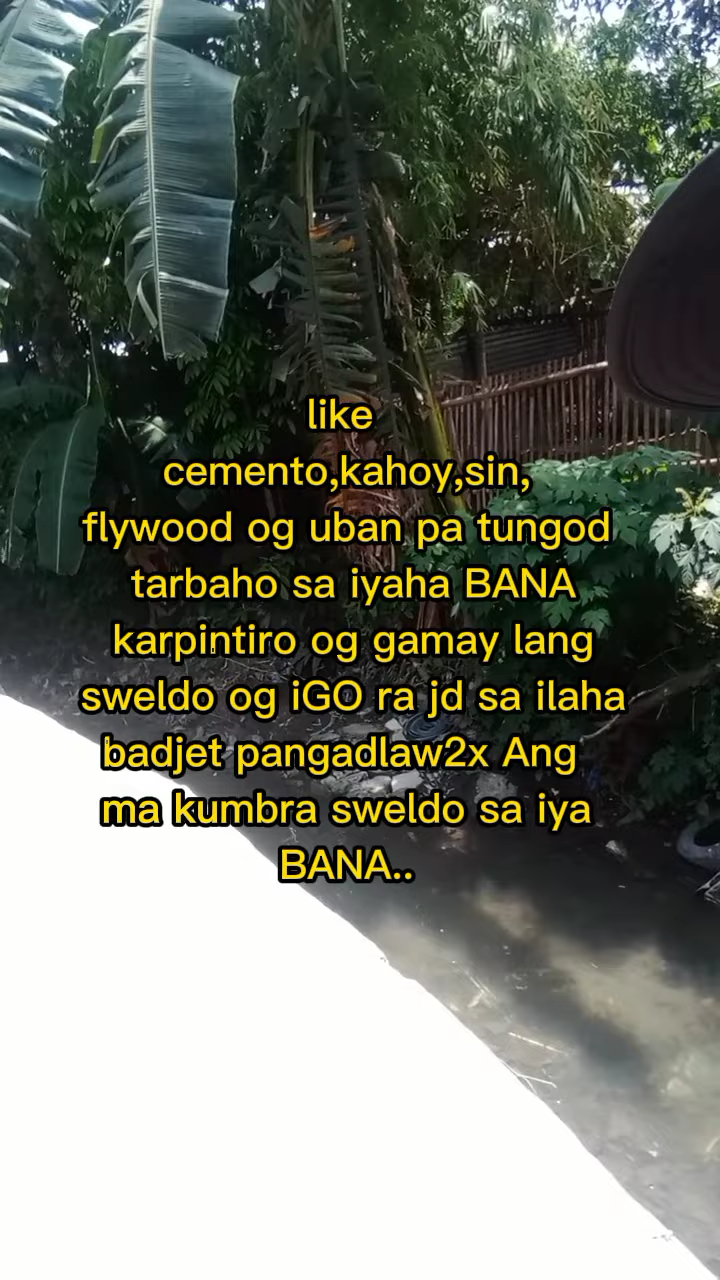 like
cemento,kahoy,sin,
flywood og uban pa tungod
tarbaho sa iyaha BANA
karpintiro og gamay lang
sweldo og iGO ra jd sa ilaha
badjet pangadlaw2x Ang
ma kumbra sweldo sa iya
BANA..